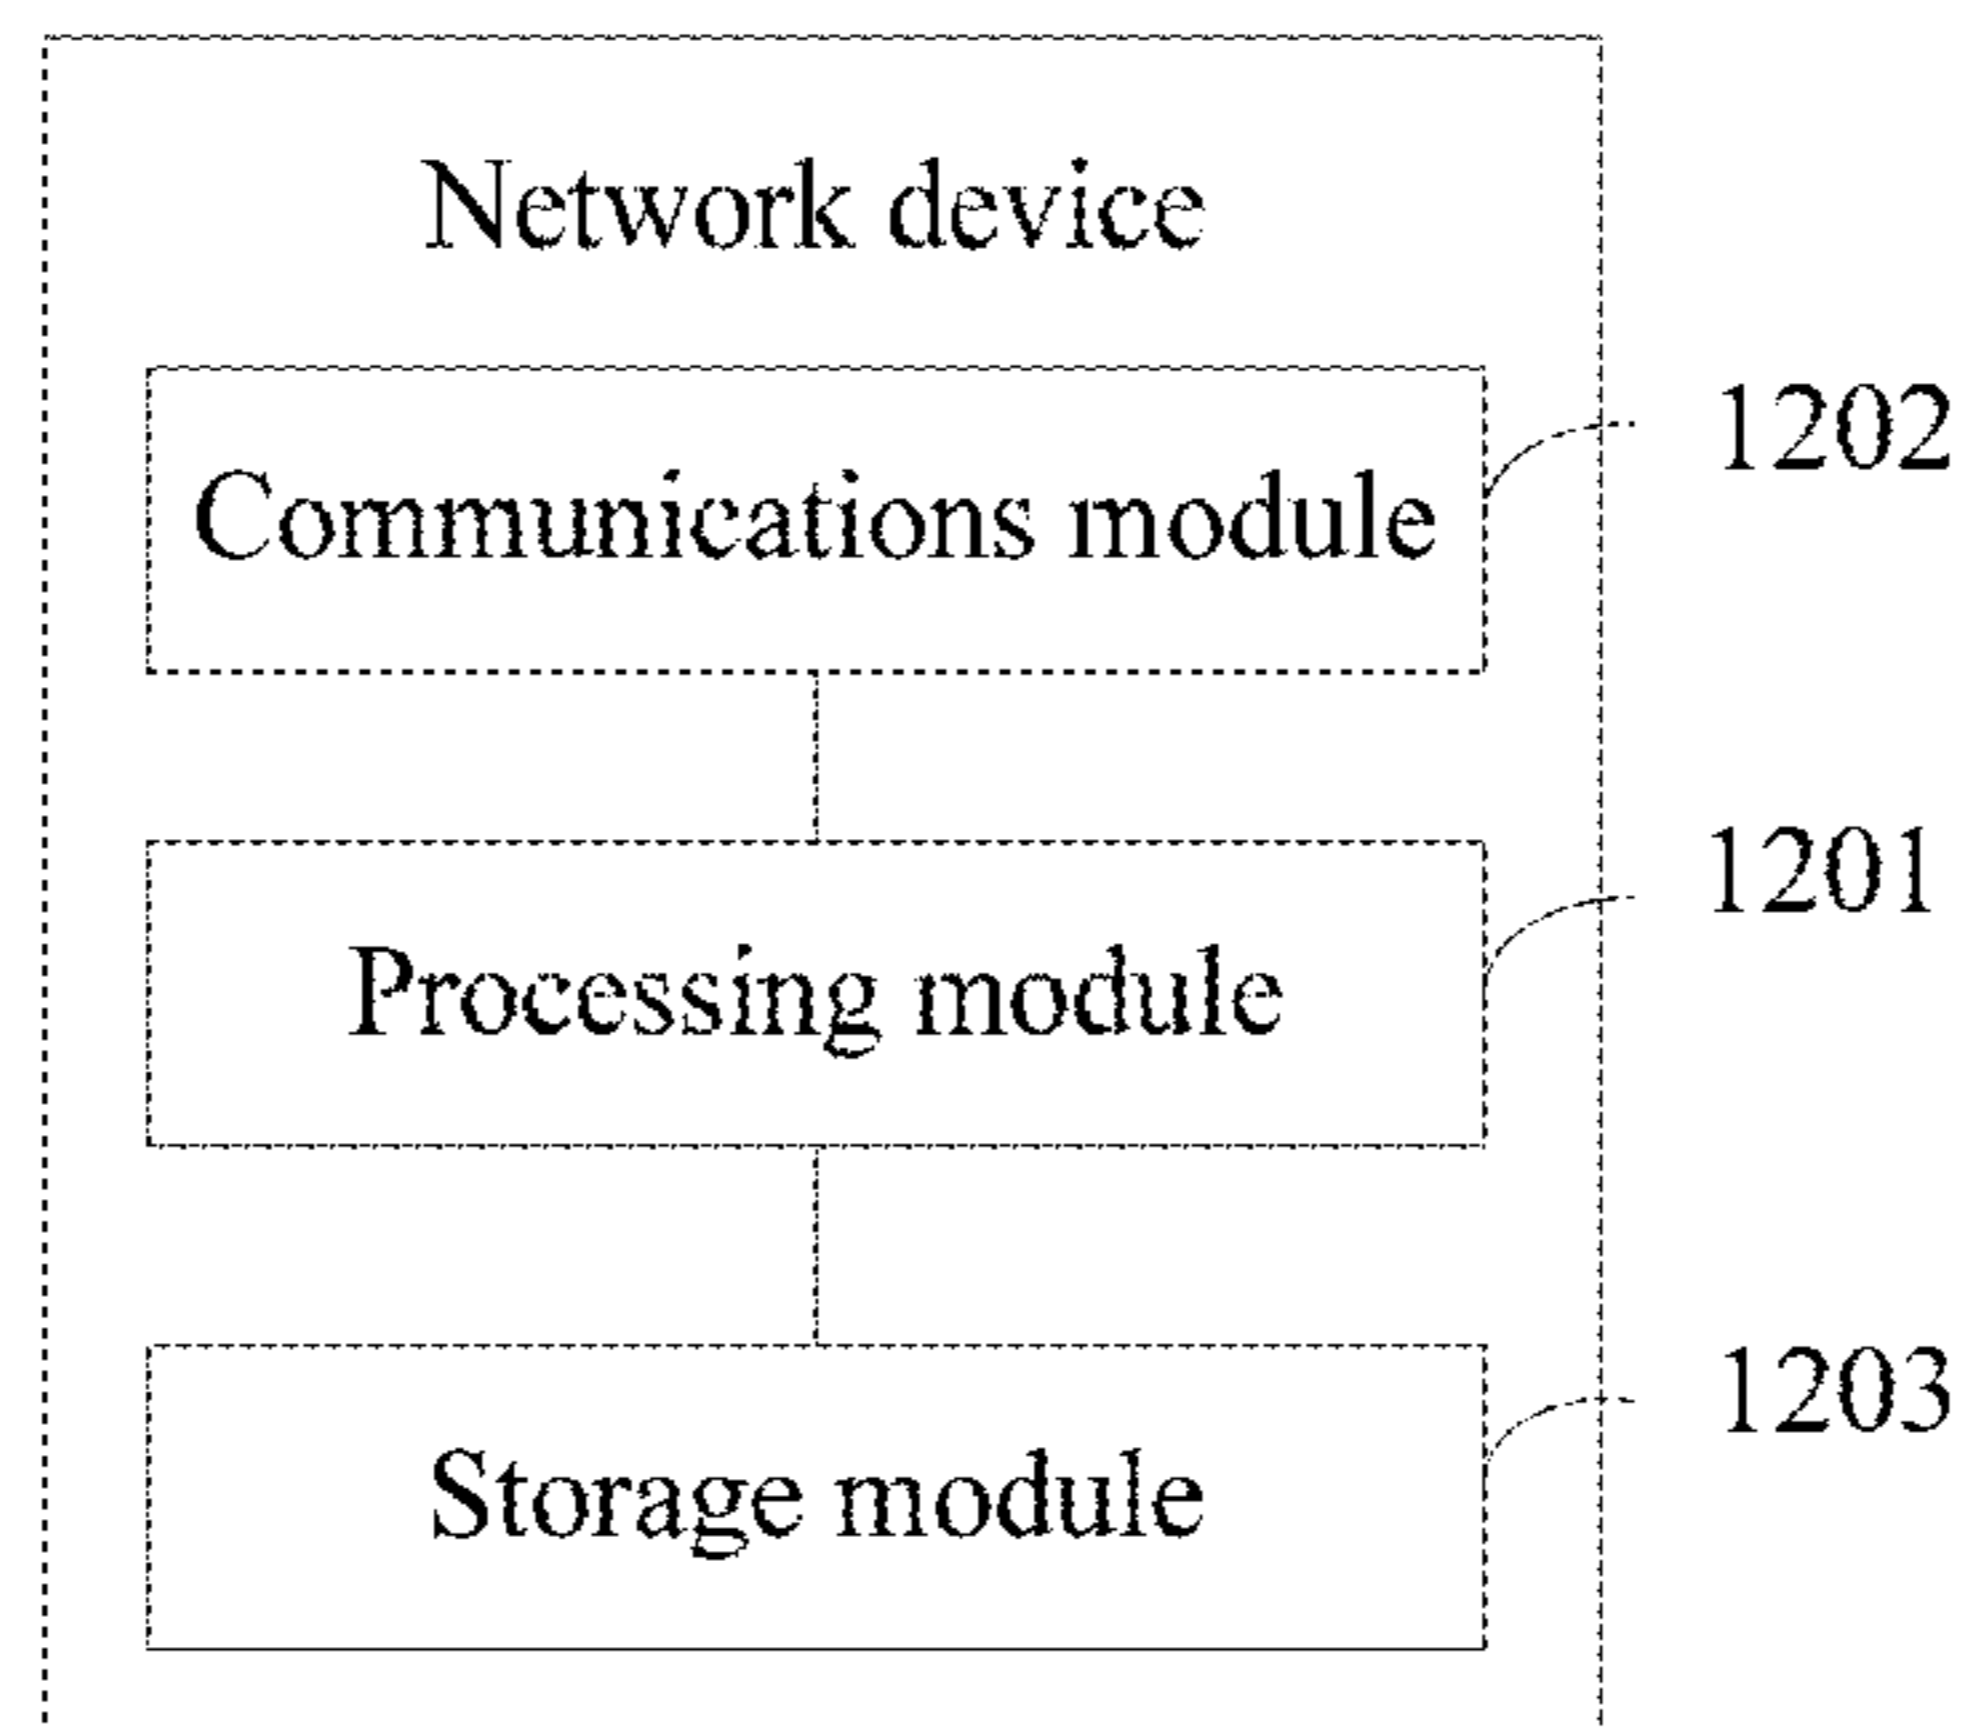 Network device
1202
Communications module
1201
Processing module
1203
Storage module